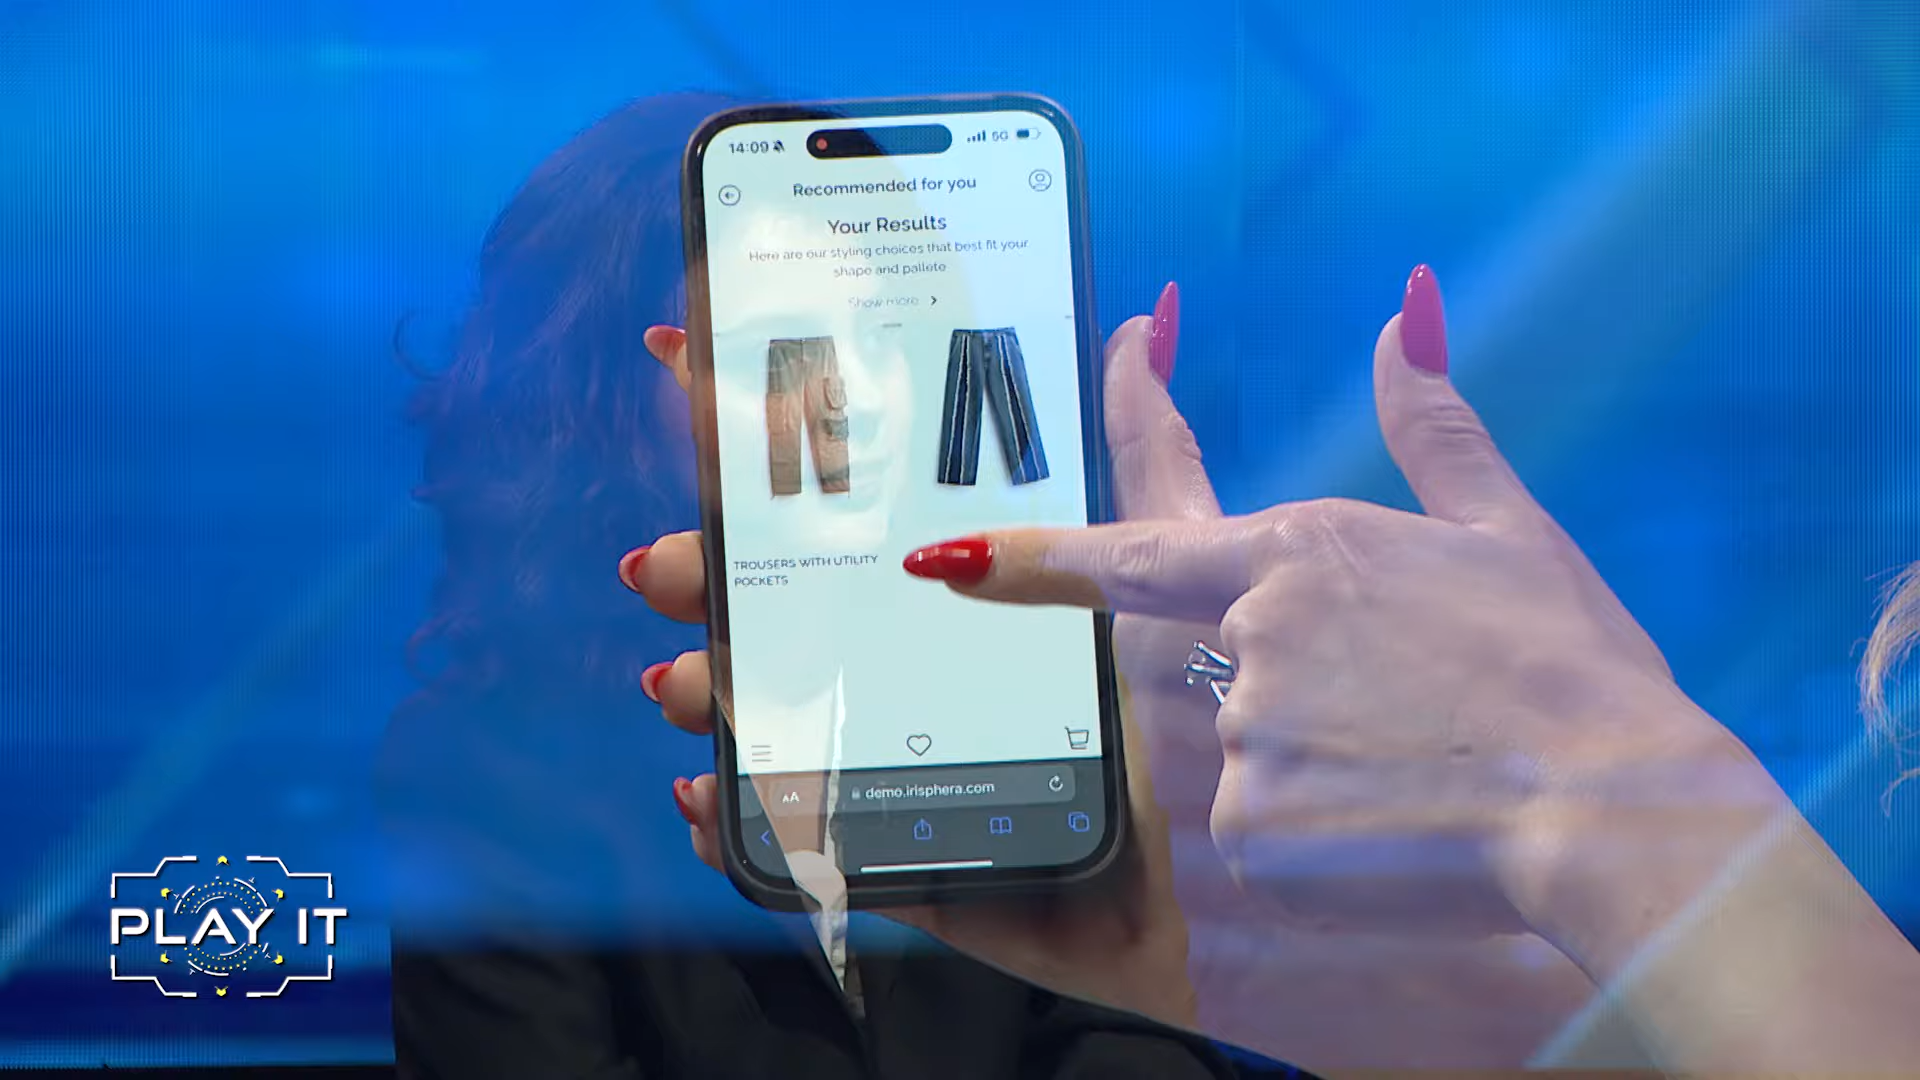 14:09
5G
Recommended for you
Your Results
Here are our styling choices that best fit your
shape and pallete
Show more
TROUSERS WITH UTILITY
POCKETS
AA
demo.irisphera.com
PLAY IT